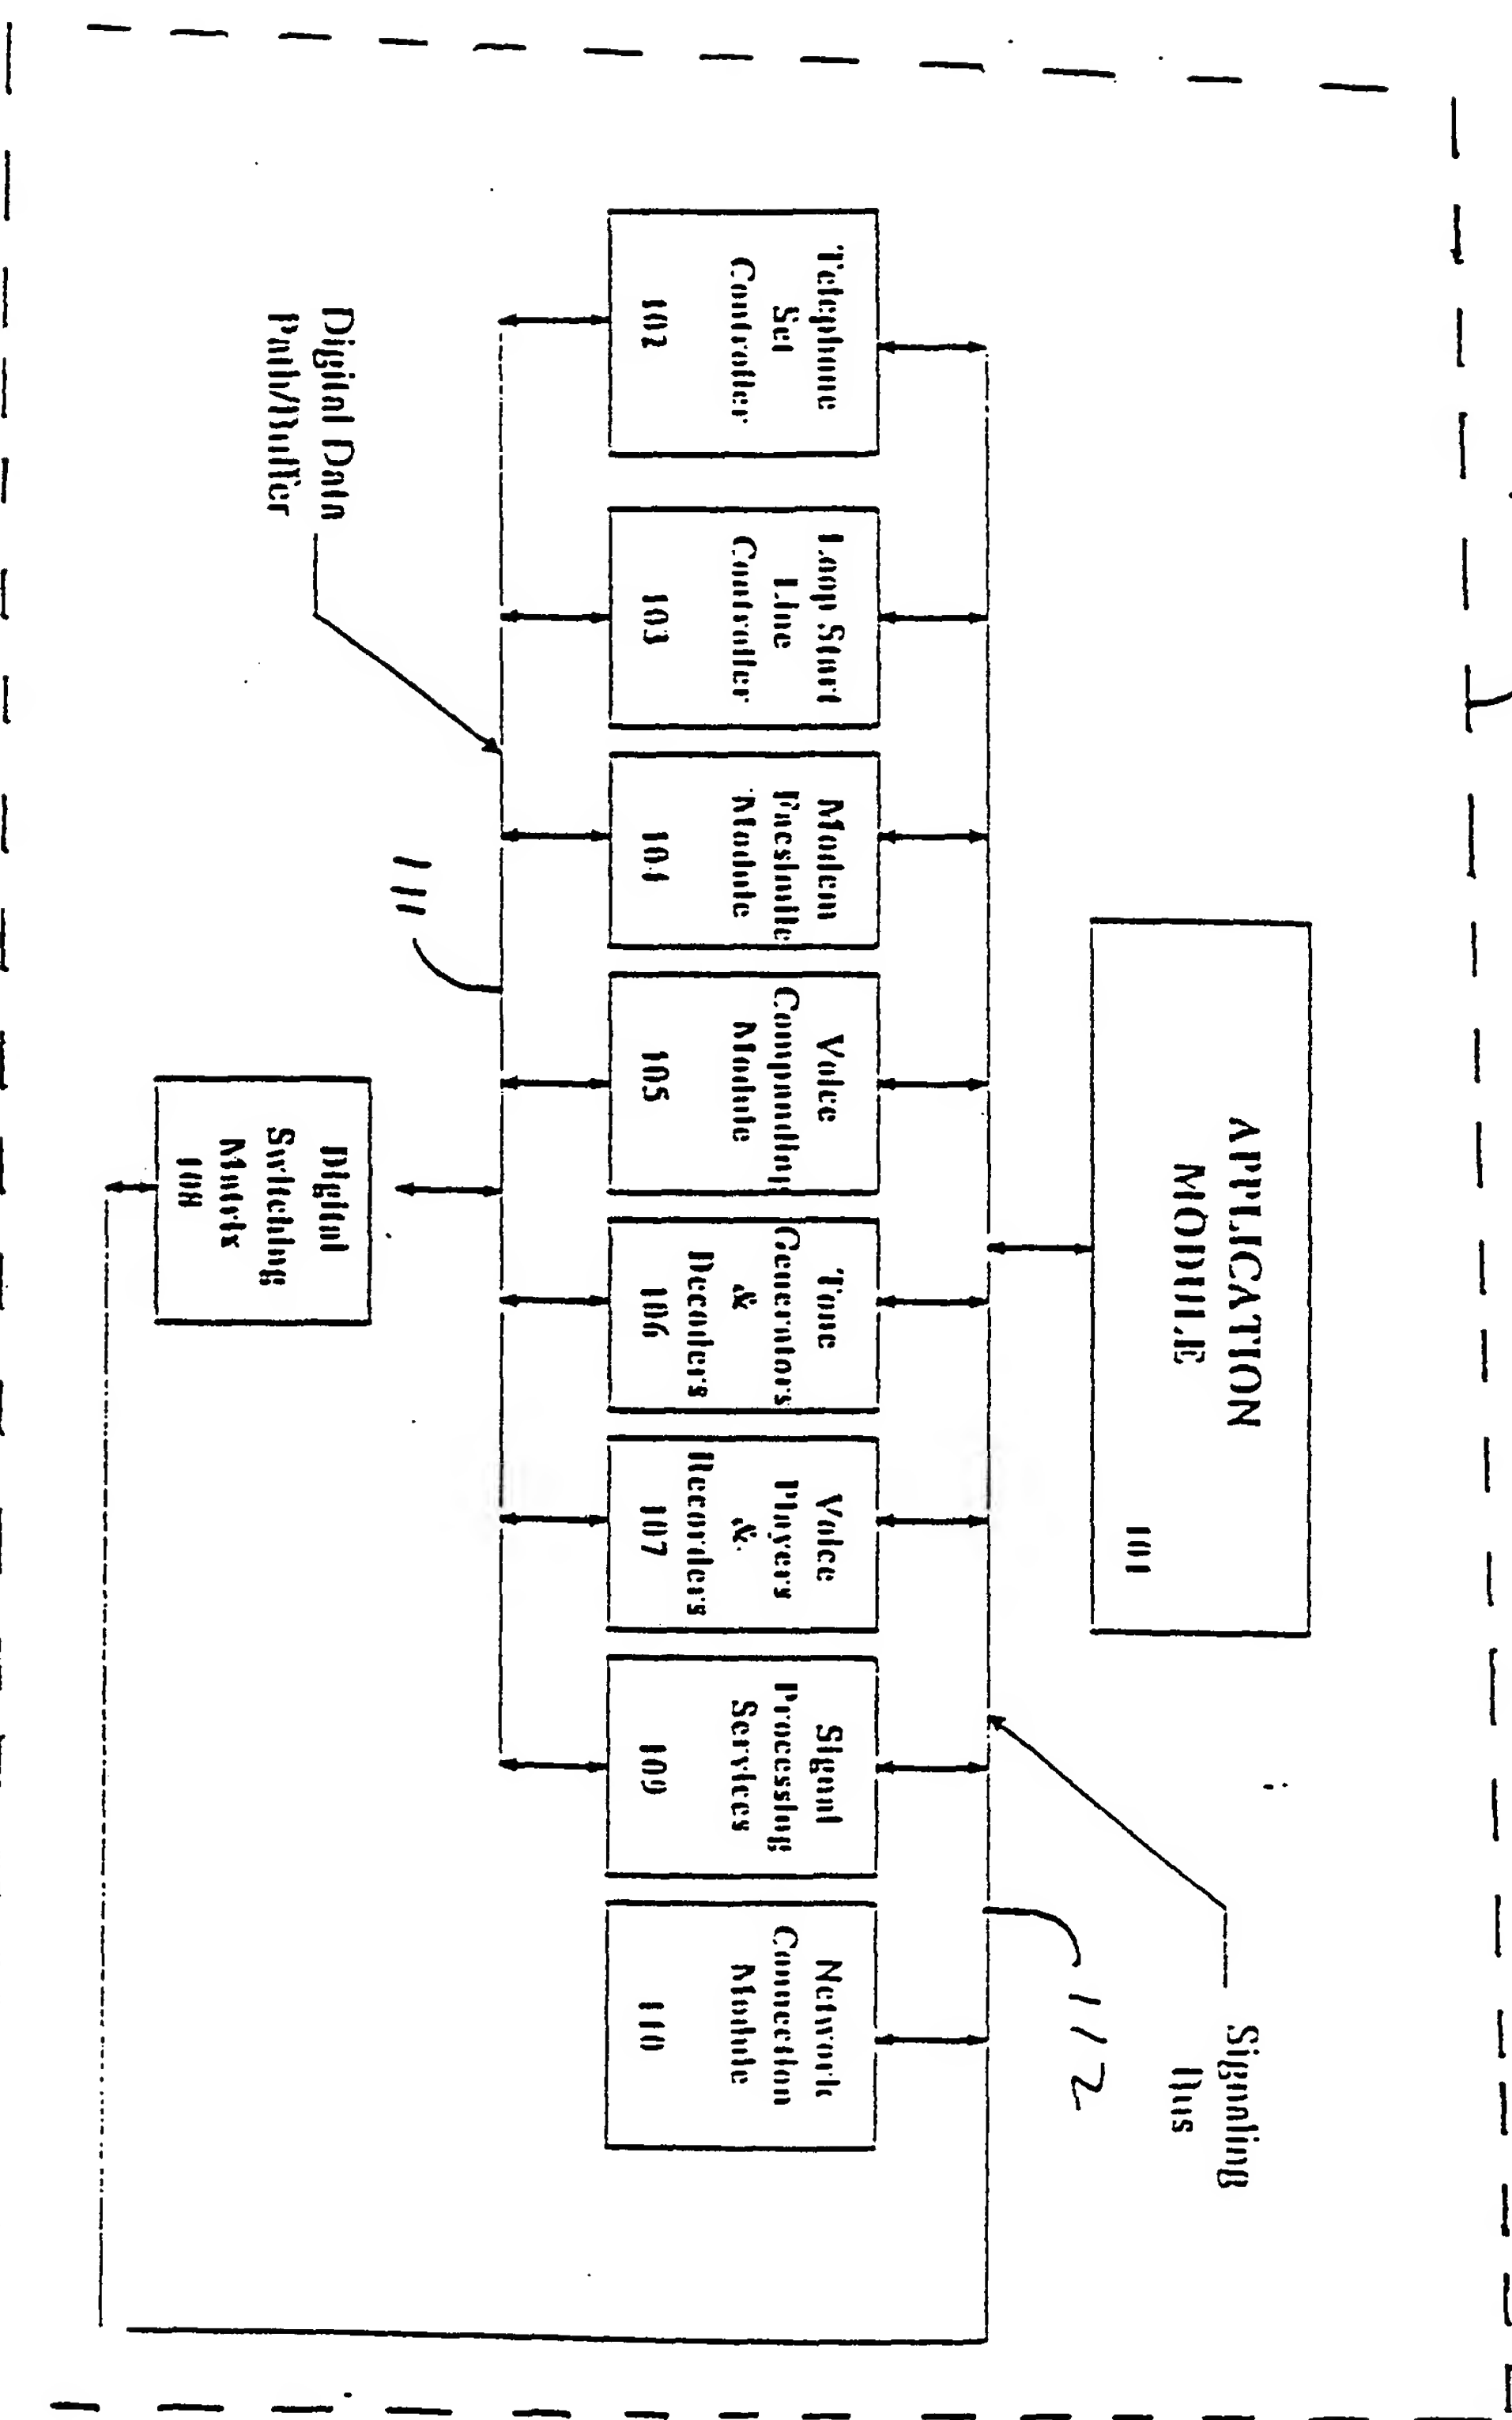 APPLICATION
MODULE
101
Signaling
Bus
112
Telephone
Set
Controller
102
Loop Start
Line
Controller
103
Modem
Facsimile
Module
104
Voice
Companding
Module
105
Tone
Generators
&
Decoders
106
Voice
Players
&
Recorders
107
Signal
Processing
Services
109
Network
Connection
Module
110
Digital Data
Path/Buffer
111
Digital
Switching
Matrix
108